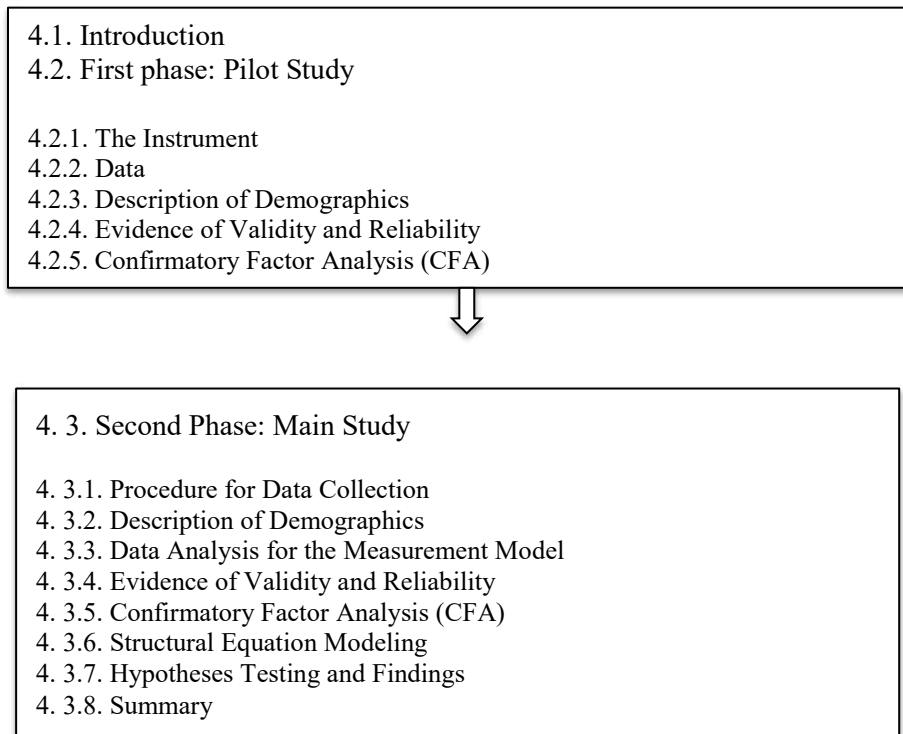 4.1. Introduction
4.2. First phase: Pilot Study
4.2.1. The Instrument
4.2.2. Data
4.2.3. Description of Demographics
4.2.4. Evidence of Validity and Reliability
4.2.5. Confirmatory Factor Analysis (CFA)
4. 3. Second Phase: Main Study
4. 3.1. Procedure for Data Collection
4. 3.2. Description of Demographics
4. 3.3. Data Analysis for the Measurement Model
4. 3.4. Evidence of Validity and Reliability
4. 3.5. Confirmatory Factor Analysis (CFA)
4. 3.6. Structural Equation Modeling
4. 3.7. Hypotheses Testing and Findings
4. 3.8. Summary